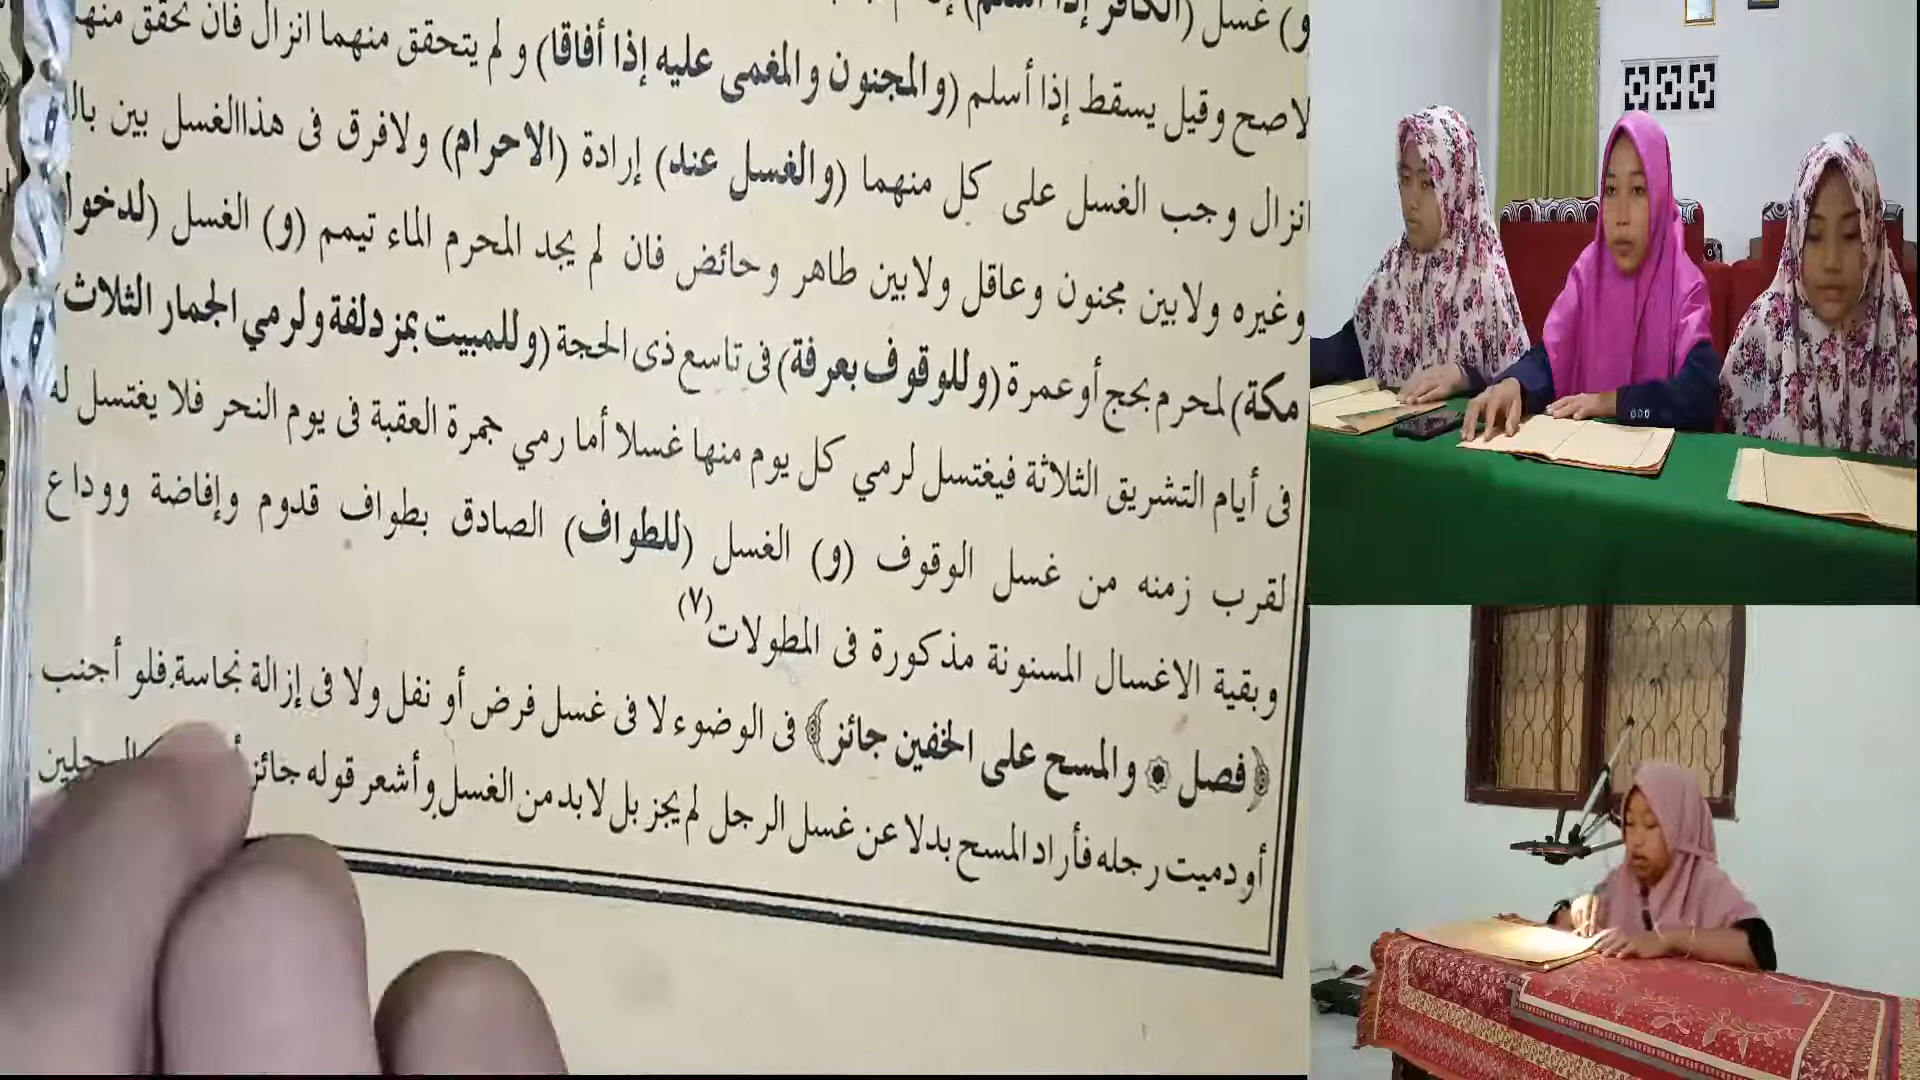 و) غسل (الكافر إذا أسلم)
لاصح وقيل يسقط إذا أسلم (والمجنون والمغمى عليه إذا أفاقا) و لم يتحقق منهما انزال فان تحقق منهما
انزال وجب الغسل على كل منهما (والغسل عند) إرادة (الاحرام) ولافرق فى هذاالغسل بين بال
وغيره ولابين مجنون وعاقل ولابين طاهر وحائض فان لم يجد المحرم الماء تيمم (و) الغسل (لدخول
مكة) لمحرم بحج أوعمرة (وللوقوف بعرفة) فى تاسع ذى الحجة (وللمبيت بمزدلفة ولرمي الجمار الثلاث
فى أيام التشريق الثلاثة فيغتسل لرمي كل يوم منها غسلا أما رمي جمرة العقبة فى يوم النحر فلا يغتسل له
لقرب زمنه من غسل الوقوف (و) الغسل (للطواف) الصادق بطواف قدوم وإفاضة ووداع
وبقية الاغسال المسنونة مذكورة فى المطولات(٧)
﴿فصل ۞ والمسح على الخفين جائز﴾ فى الوضوء لا فى غسل فرض أو نفل ولا فى إزالة نجاسة.فلو أجنب
أودميت رجله فأراد المسح بدلا عن غسل الرجل لم يجز بل لابد من الغسل.وأشعر قوله جائز الرجلين